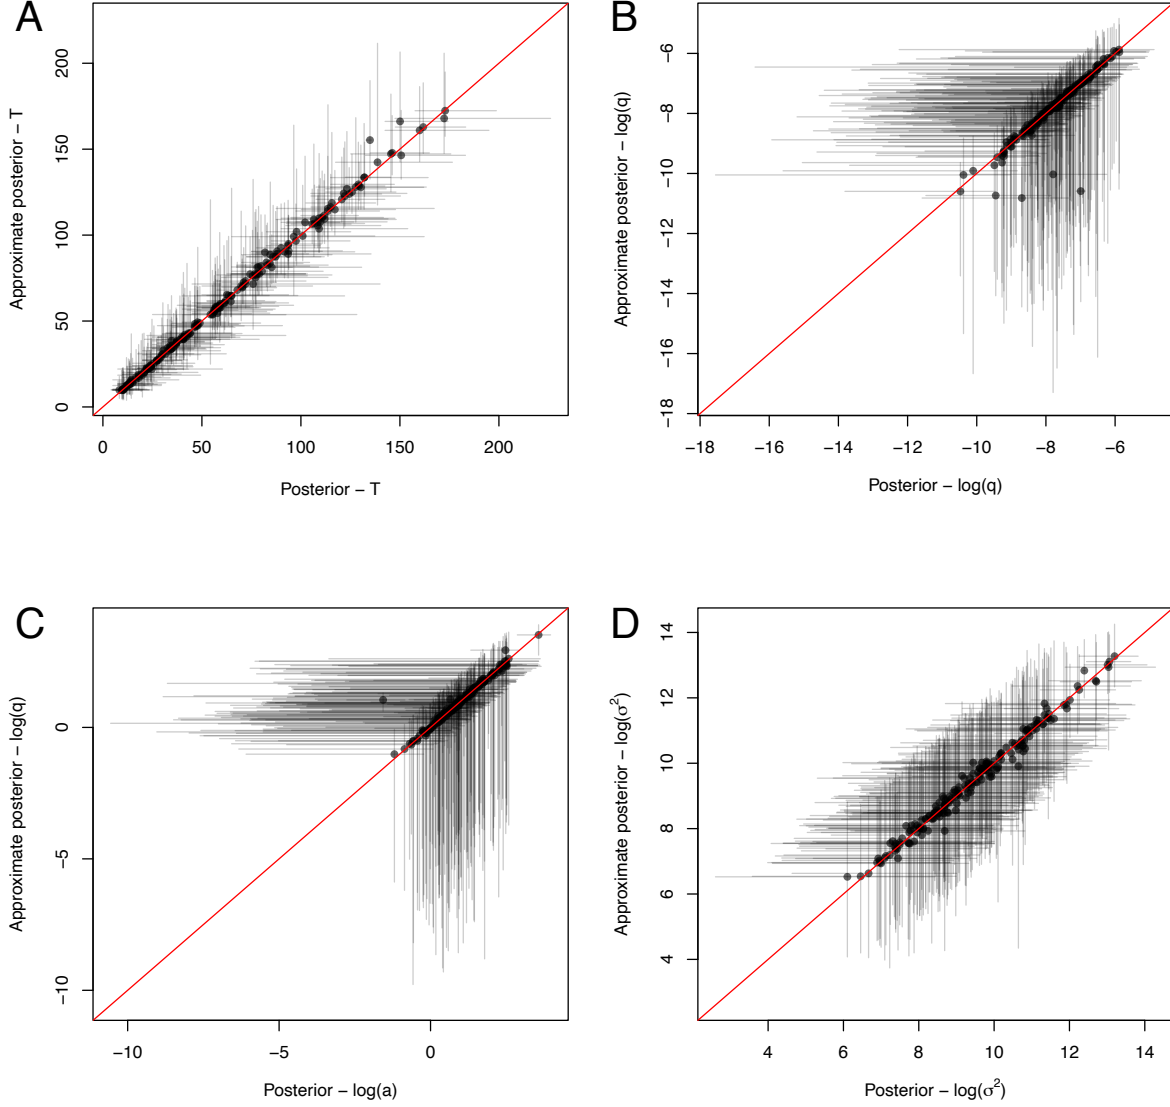 A
Approximate posterior − T
0 50 100 150 200
0 50 100 150 200
Posterior − T
B
Approximate posterior − log(q)
−18 −16 −14 −12 −10 −8 −6
−18 −16 −14 −12 −10 −8 −6
Posterior − log(q)
C
Approximate posterior − log(q)
−10 −5 0
−10 −5 0
Posterior − log(a)
D
Approximate posterior − log(σ²)
4 6 8 10 12 14
4 6 8 10 12 14
Posterior − log(σ²)